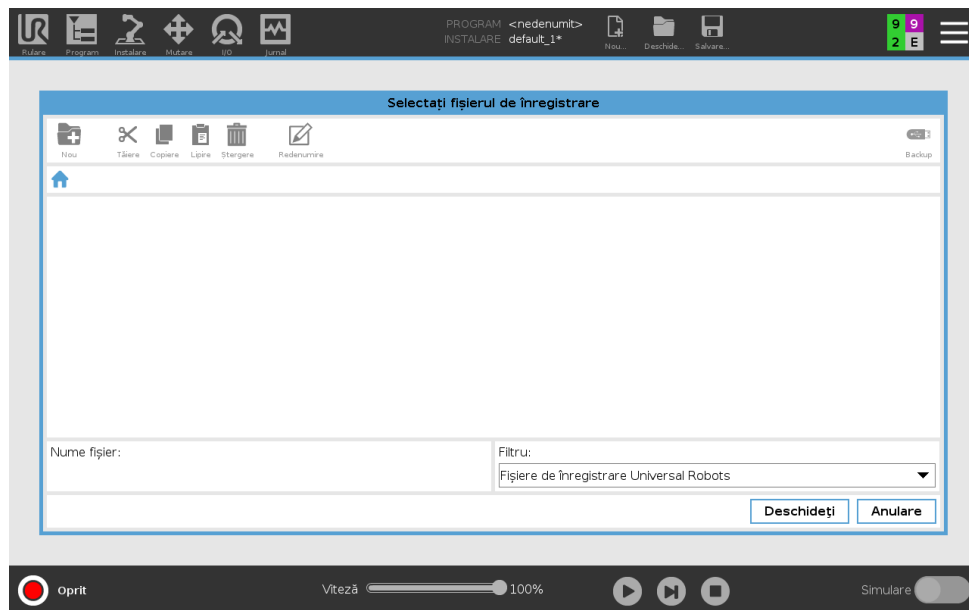 PROGRAM <nedenumit>
INSTALARE default_1*
Rulare Program Instalare Mutare I/O Jurnal Nou... Deschide... Salvare...
9 9
2 E
Selectați fișierul de înregistrare
Nou Tăiere Copiere Lipire Ștergere Redenumire Backup
Nume fișier: Filtru:
Fișiere de înregistrare Universal Robots
Deschideți Anulare
Oprit Viteză 100% Simulare